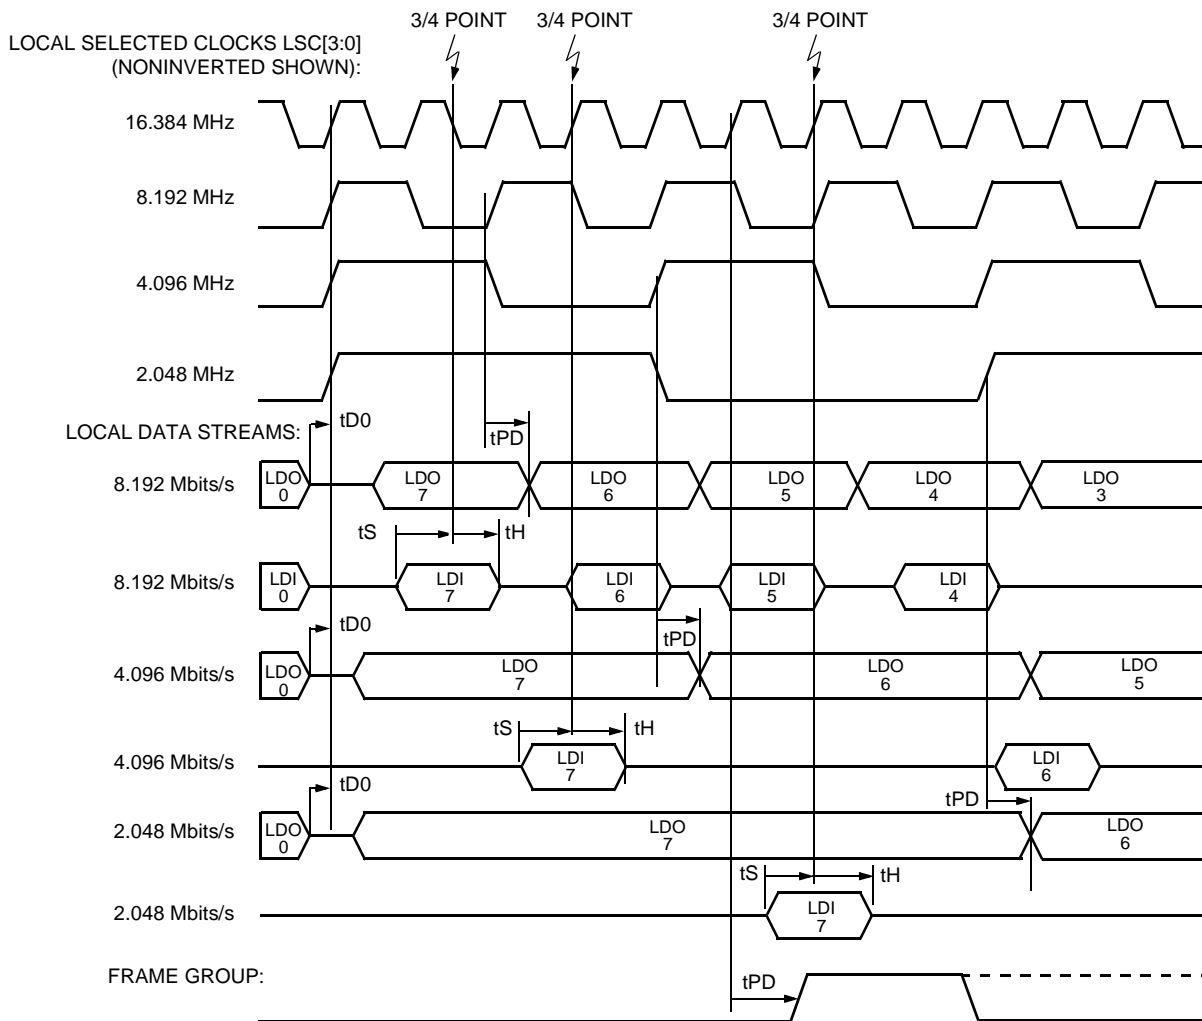 3/4 POINT 3/4 POINT 3/4 POINT
LOCAL SELECTED CLOCKS LSC[3:0]
(NONINVERTED SHOWN):
16.384 MHz
8.192 MHz
4.096 MHz
2.048 MHz
tD0
LOCAL DATA STREAMS:
tPD
8.192 Mbits/s
LDO
0
LDO
7
LDO
6
LDO
5
LDO
4
LDO
3
tS tH
8.192 Mbits/s
LDI
0
LDI
7
LDI
6
LDI
5
LDI
4
tD0
tPD
4.096 Mbits/s
LDO
0
LDO
7
LDO
6
LDO
5
tS tH
4.096 Mbits/s
LDI
7
LDI
6
tD0
tPD
2.048 Mbits/s
LDO
0
LDO
7
LDO
6
tS tH
2.048 Mbits/s
LDI
7
FRAME GROUP:
tPD